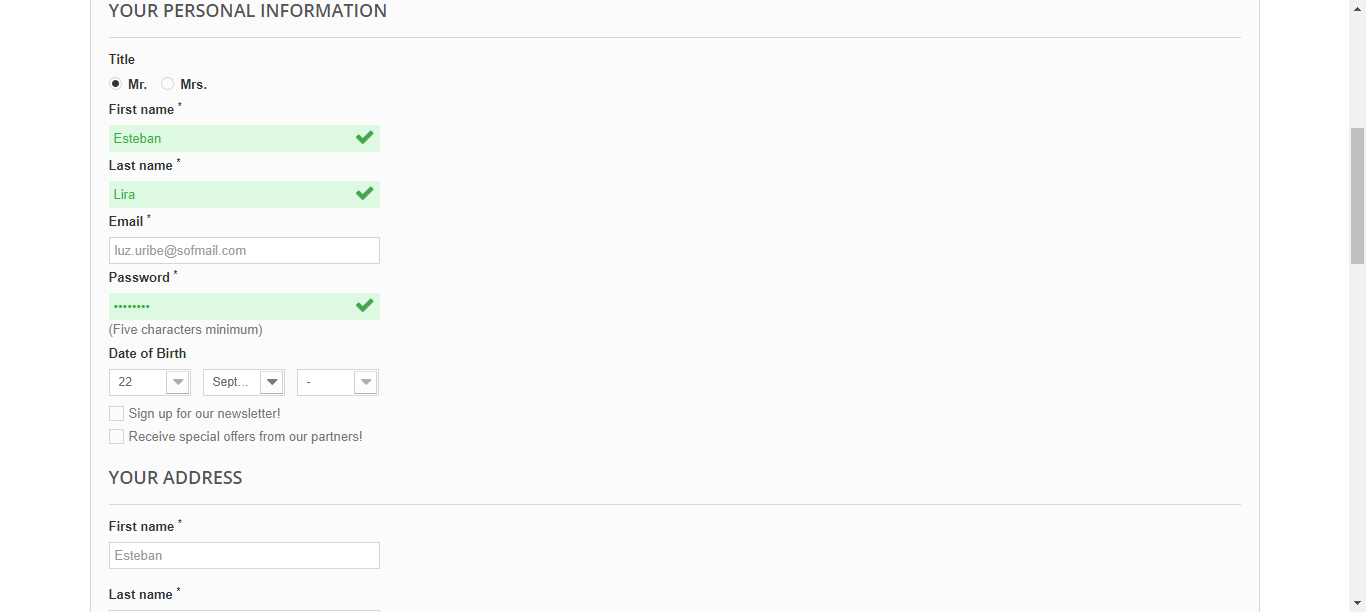 YOUR PERSONAL INFORMATION
Title
Mr. Mrs.
First name *
Esteban
Last name *
Lira
Email *
luz.uribe@sofmail.com
Password *
••••••••
(Five characters minimum)
Date of Birth
22 Sept... -
Sign up for our newsletter!
Receive special offers from our partners!
YOUR ADDRESS
First name *
Esteban
Last name *